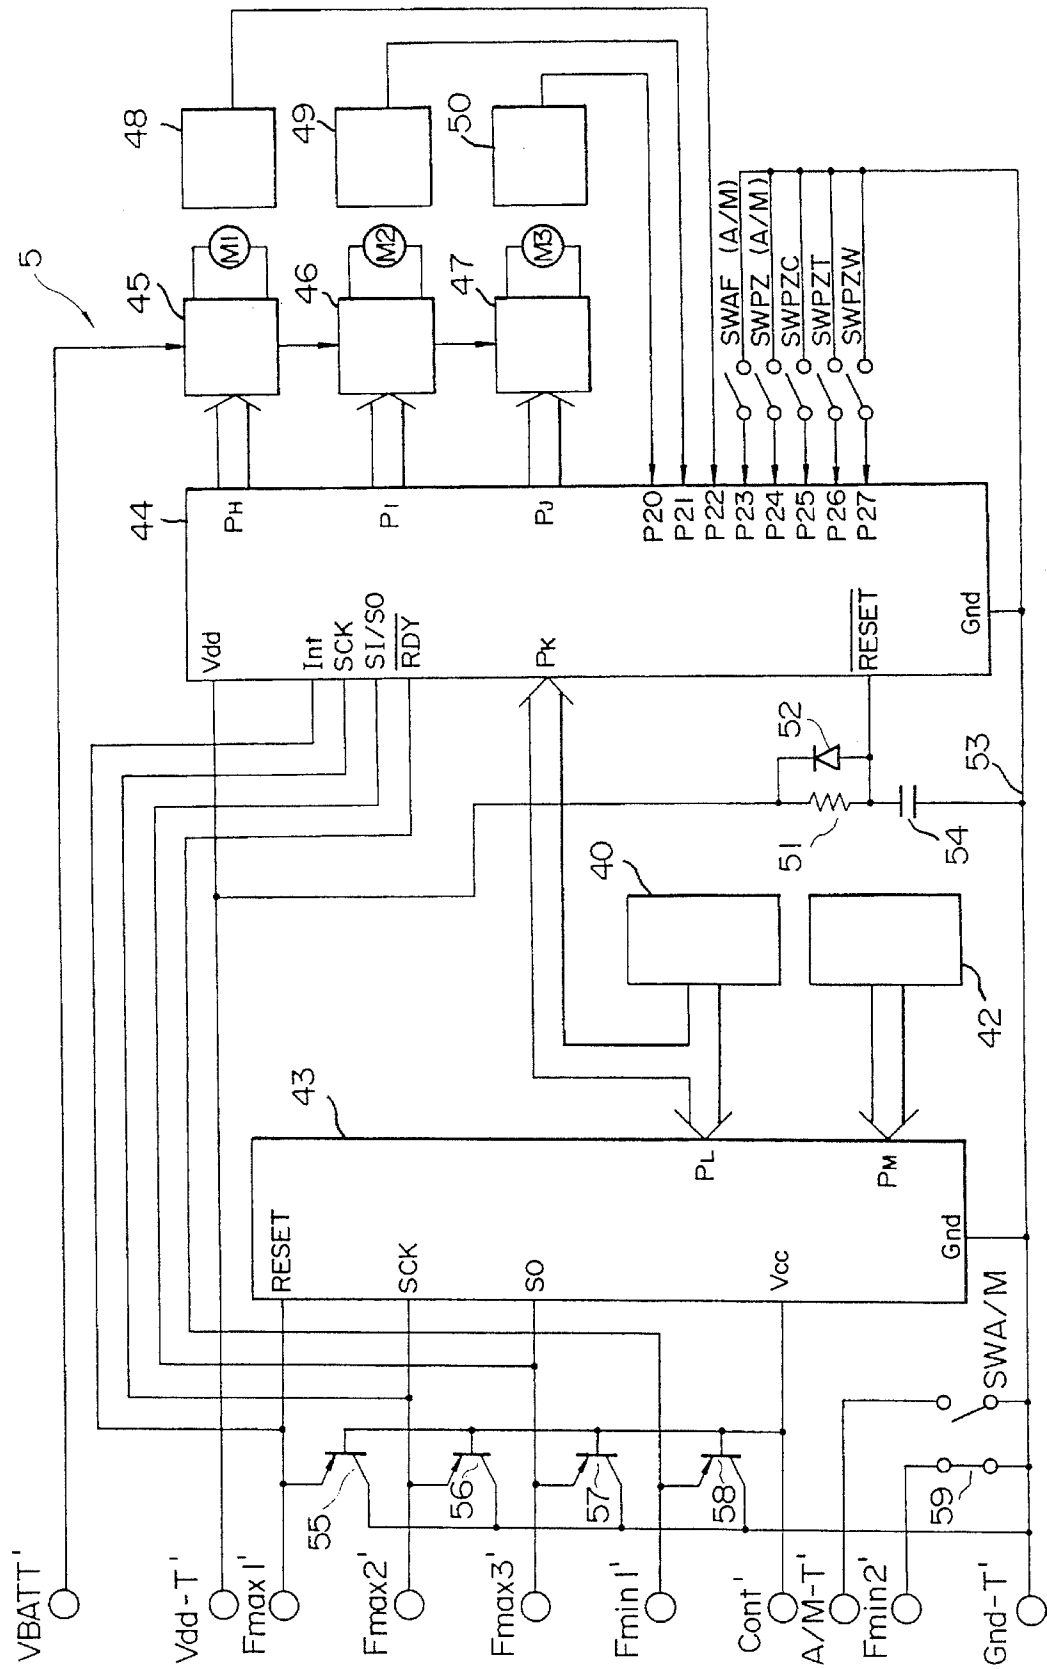 5
48
49
50
45
46
47
M1
M2
M3
44
PH
PI
PJ
P20
P21
P22
P23
P24
P25
P26
P27
SWAF (A/M)
SWPZ (A/M)
SWPZC
SWPZT
SWPZW
Vdd
Int
SCK
SI/SO
RDY
PK
RESET
Gnd
52
51
53
54
40
42
43
RESET
SCK
SO
Vcc
PL
PM
Gnd
55
56
57
58
59
SWA/M
VBATT'
Vdd-T'
Fmax1'
Fmax2'
Fmax3'
Fmin1'
Cont'
A/M-T'
Fmin2'
Gnd-T'